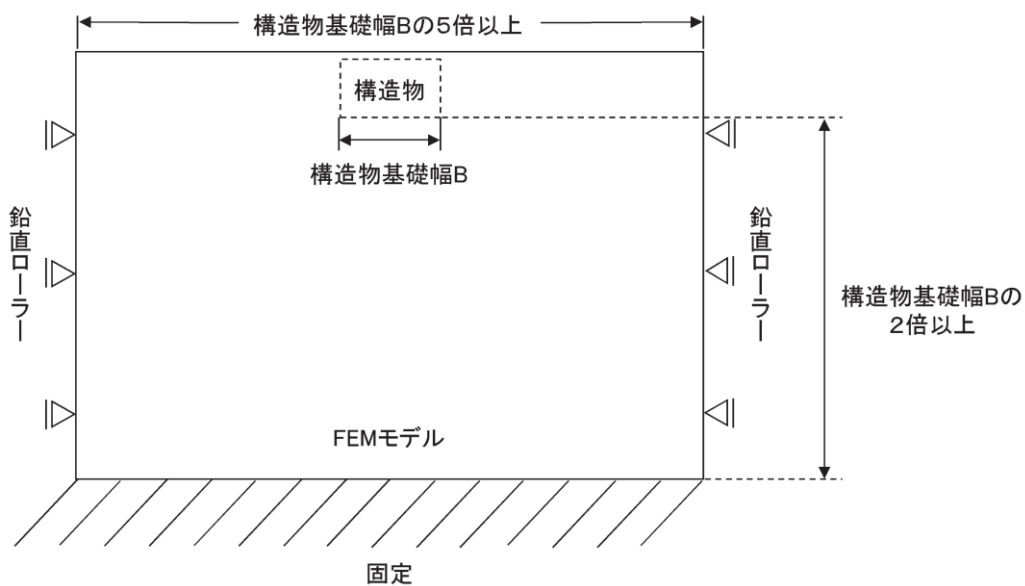 構造物基礎幅Bの5倍以上
構造物
構造物基礎幅B
鉛直ローラー
鉛直ローラー
構造物基礎幅Bの
2倍以上
FEMモデル
固定